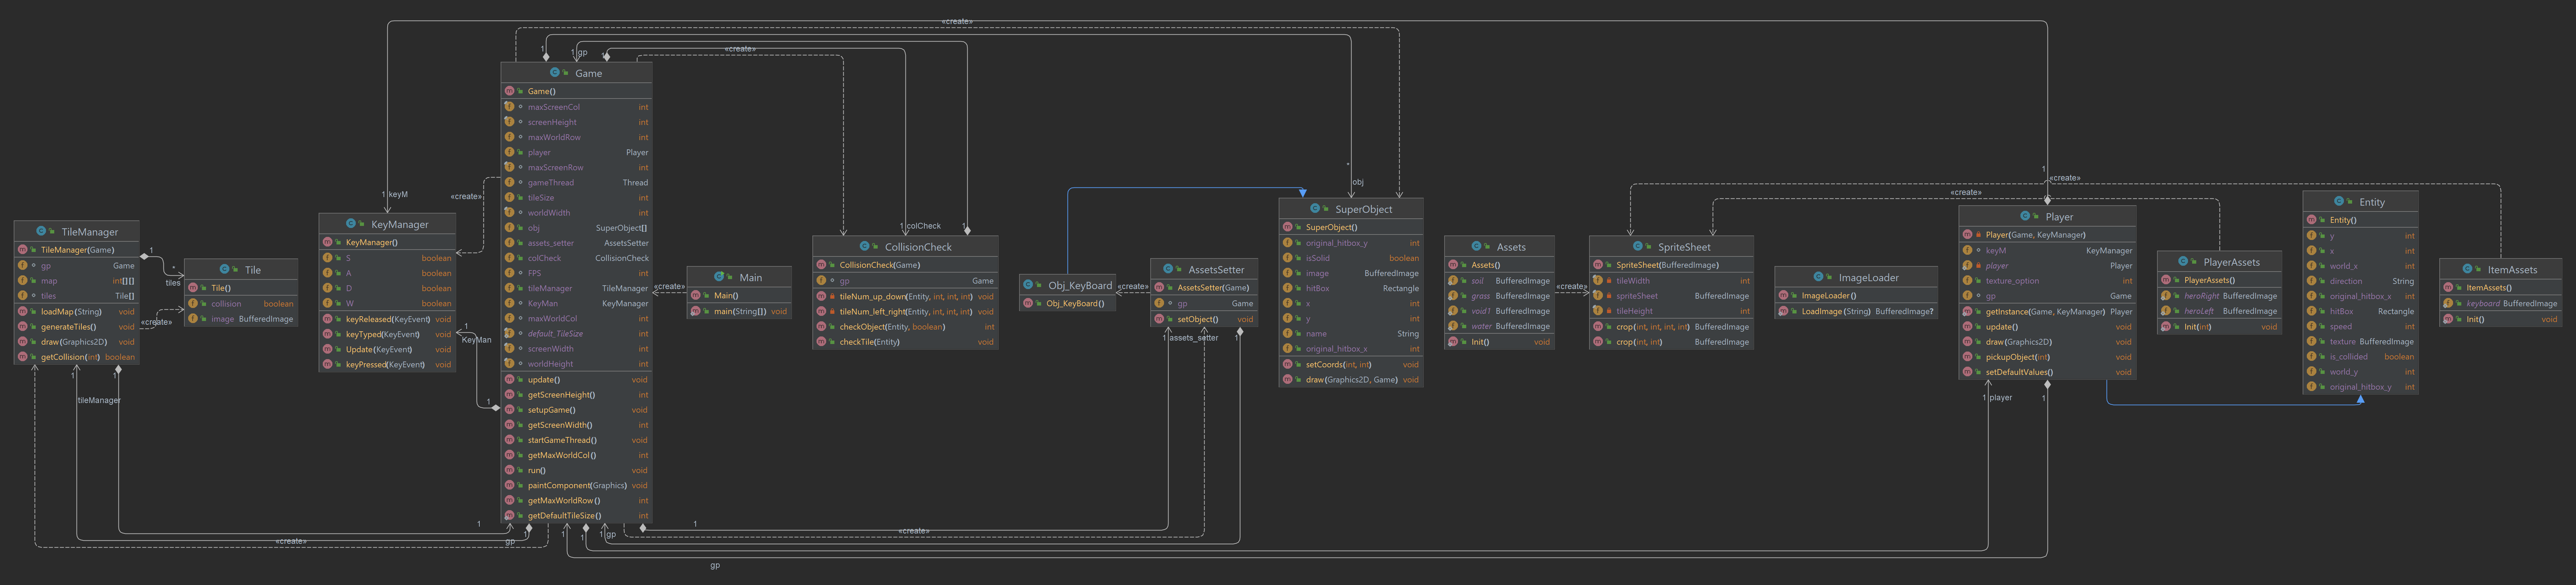 «create»
«create»
1
1 gp
1
1 keyM
*
obj
1
«create»
«create»
«create»
1 colCheck
1
TileManager
TileManager(Game)
gp Game
map int[][]
tiles Tile[]
loadMap(String) void
generateTiles() void
draw(Graphics2D) void
getCollision(int) boolean
1
*
tiles
«create»
Tile
Tile()
collision boolean
image BufferedImage
KeyManager
KeyManager()
S boolean
A boolean
D boolean
W boolean
keyReleased(KeyEvent) void
keyTyped(KeyEvent) void
Update(KeyEvent) void
keyPressed(KeyEvent) void
1
KeyMan
1
«create»
Game
Game()
maxScreenCol int
screenHeight int
maxWorldRow int
player Player
maxScreenRow int
gameThread Thread
tileSize int
worldWidth int
obj SuperObject[]
assets_setter AssetsSetter
colCheck CollisionCheck
FPS int
tileManager TileManager
KeyMan KeyManager
maxWorldCol int
default_TileSize int
screenWidth int
worldHeight int
update() void
getScreenHeight() int
setupGame() void
getScreenWidth() int
startGameThread() void
getMaxWorldCol() int
run() void
paintComponent(Graphics) void
getMaxWorldRow() int
getDefaultTileSize() int
«create»
Main
Main()
main(String[]) void
CollisionCheck
CollisionCheck(Game)
gp Game
tileNum_up_down(Entity, int, int, int) void
tileNum_left_right(Entity, int, int, int) void
checkObject(Entity, boolean) int
checkTile(Entity) void
Obj_KeyBoard
Obj_KeyBoard()
«create»
AssetsSetter
AssetsSetter(Game)
gp Game
setObject() void
1 assets_setter
1
SuperObject
SuperObject()
original_hitbox_y int
isSolid boolean
image BufferedImage
hitBox Rectangle
x int
y int
name String
original_hitbox_x int
setCoords(int, int) void
draw(Graphics2D, Game) void
Assets
Assets()
soil BufferedImage
grass BufferedImage
void1 BufferedImage
water BufferedImage
Init() void
«create»
SpriteSheet
SpriteSheet(BufferedImage)
tileWidth int
spriteSheet BufferedImage
tileHeight int
crop(int, int, int, int) BufferedImage
crop(int, int) BufferedImage
ImageLoader
ImageLoader()
LoadImage(String) BufferedImage?
Player
Player(Game, KeyManager)
keyM KeyManager
player Player
texture_option int
gp Game
getInstance(Game, KeyManager) Player
update() void
draw(Graphics2D) void
pickupObject(int) void
setDefaultValues() void
1 player
1
PlayerAssets
PlayerAssets()
heroRight BufferedImage
heroLeft BufferedImage
Init(int) void
Entity
Entity()
y int
x int
world_x int
direction String
original_hitbox_x int
hitBox Rectangle
speed int
texture BufferedImage
is_collided boolean
world_y int
original_hitbox_y int
ItemAssets
ItemAssets()
keyboard BufferedImage
Init() void
1
1
tileManager
1
1
1
gp
«create»
1
1
1 gp
1
«create»
gp